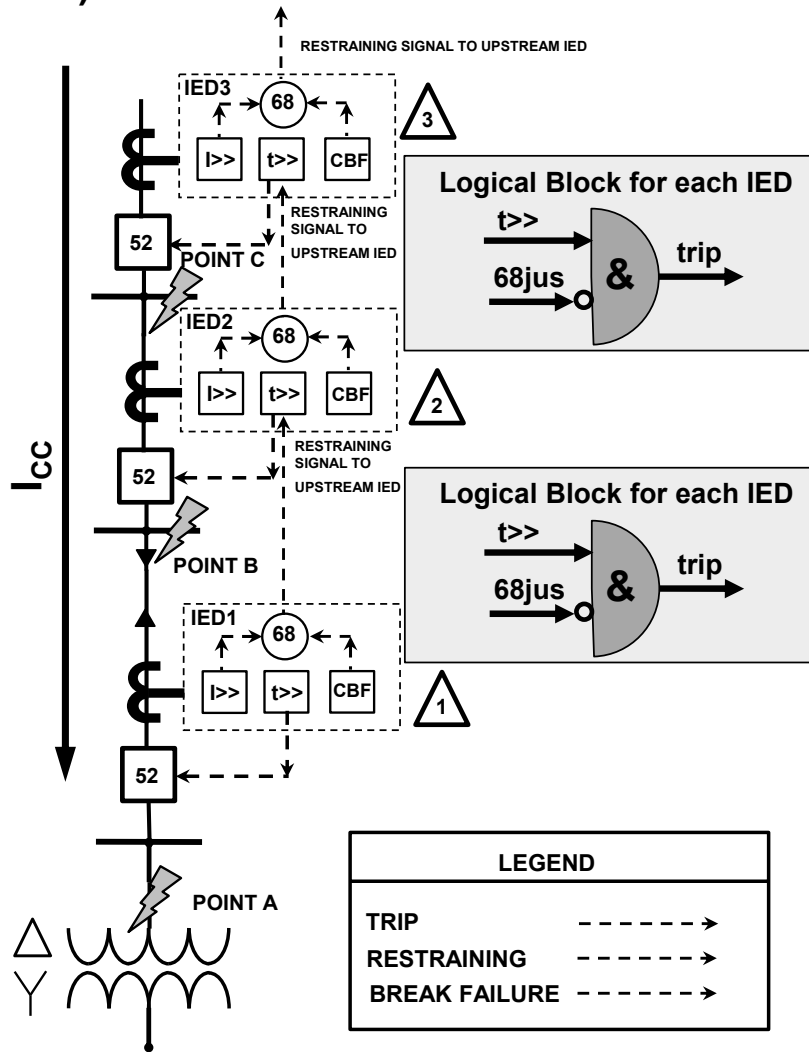 )
RESTRAINING SIGNAL TO UPSTREAM IED
IED3
68
I>>
t>>
CBF
3
52
POINT C
RESTRAINING
SIGNAL TO
UPSTREAM IED
Logical Block for each IED
t>>
68jus
&
trip
IED2
68
I>>
t>>
CBF
2
52
POINT B
RESTRAINING
SIGNAL TO
UPSTREAM IED
Logical Block for each IED
t>>
68jus
&
trip
ICC
IED1
68
I>>
t>>
CBF
1
52
POINT A
LEGEND
TRIP
RESTRAINING
BREAK FAILURE